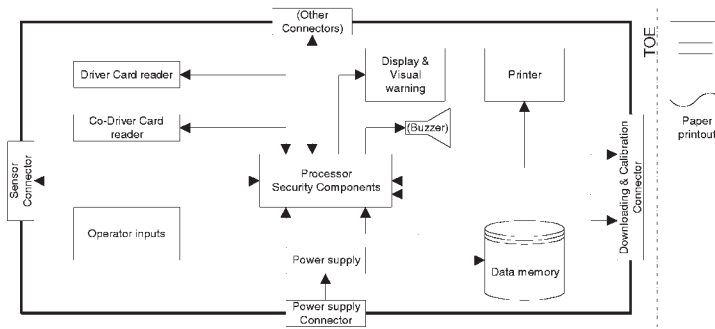 (Other
Connectors)
TOE
Driver Card reader
Display &
Visual
warning
Printer
Co-Driver Card
reader
(Buzzer)
Paper
printout
Sensor
Connector
Processor
Security Components
Downloading & Calibration
Connector
Operator inputs
Power supply
Data memory
Power supply
Connector